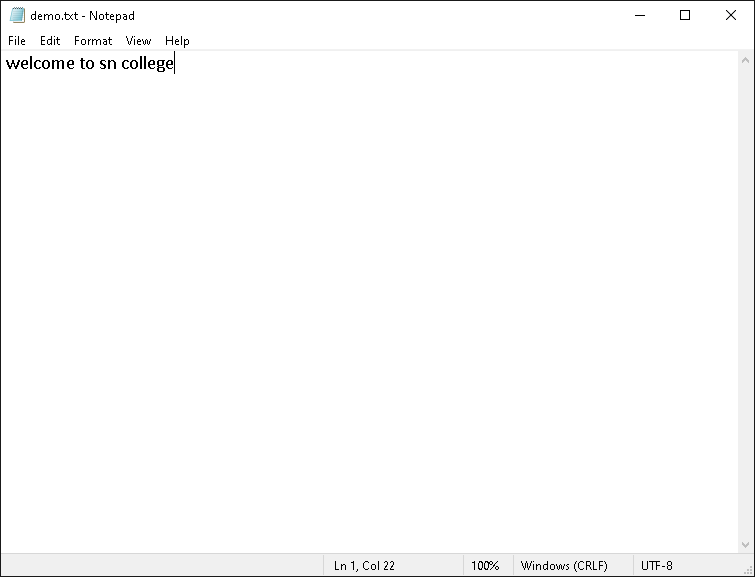 demo.txt - Notepad
File Edit Format View Help
welcome to sn college
Ln 1, Col 22 100% Windows (CRLF) UTF-8